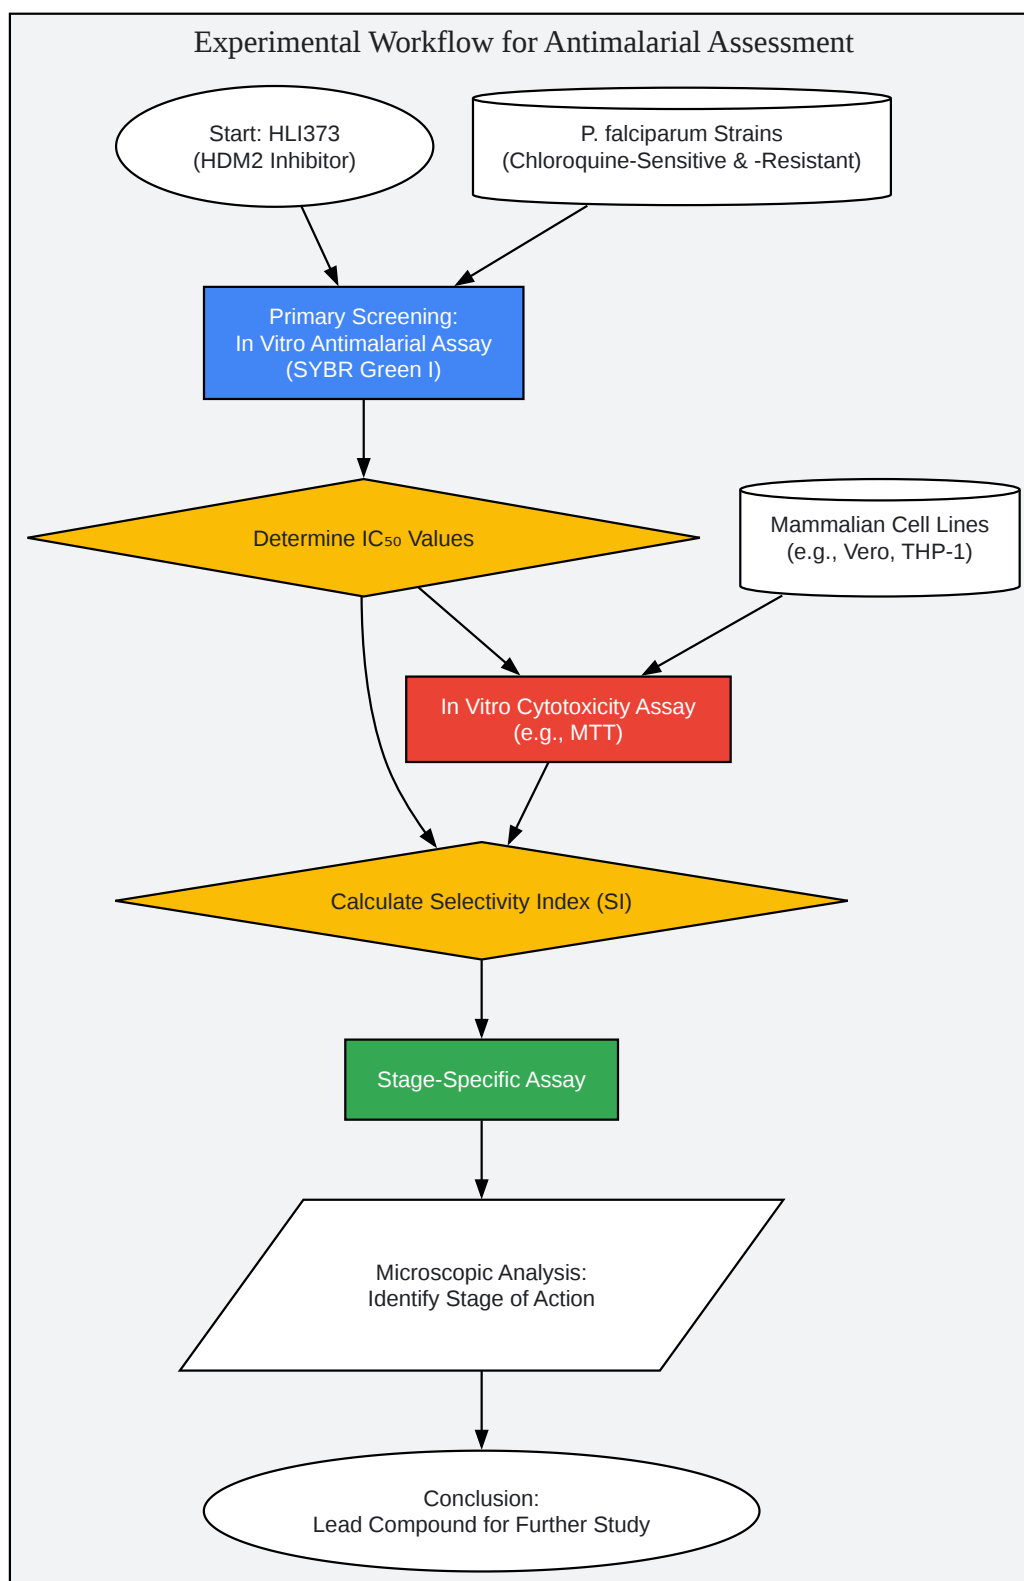 Experimental Workflow for Antimalarial Assessment
Start: HLI373
(HDM2 Inhibitor)
P. falciparum Strains
(Chloroquine-Sensitive & -Resistant)
Primary Screening:
In Vitro Antimalarial Assay
(SYBR Green I)
Determine IC₅₀ Values
Mammalian Cell Lines
(e.g., Vero, THP-1)
In Vitro Cytotoxicity Assay
(e.g., MTT)
Calculate Selectivity Index (SI)
Stage-Specific Assay
Microscopic Analysis:
Identify Stage of Action
Conclusion:
Lead Compound for Further Study